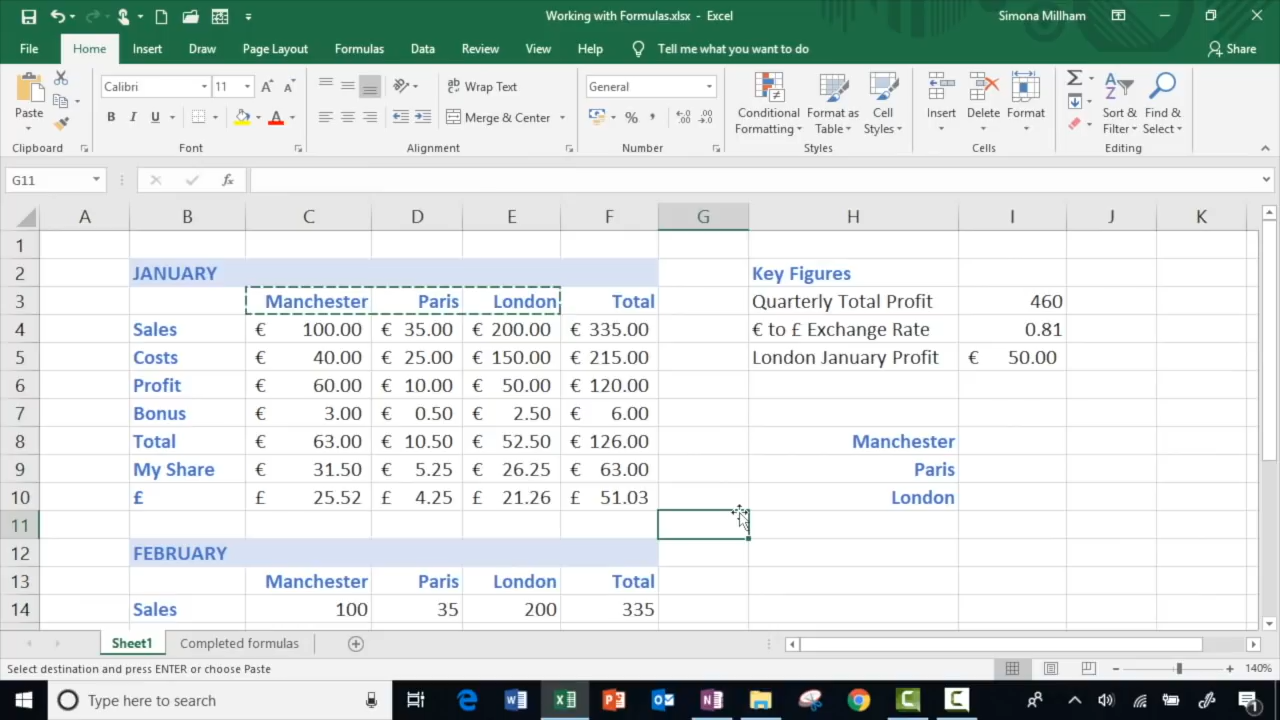 Working with Formulas.xlsx - Excel
Simona Millham
File Home Insert Draw Page Layout Formulas Data Review View Help Tell me what you want to do Share
Paste
Calibri 11
B I U A
Wrap Text
Merge & Center
General
%
Conditional Formatting
Format as Table
Cell Styles
Insert Delete Format
Sort & Filter
Find & Select
Clipboard Font Alignment Number Styles Cells Editing
G11 fx
A B C D E F G H I J K
1
2 JANUARY Key Figures
3 Manchester Paris London Total Quarterly Total Profit 460
4 Sales € 100.00 € 35.00 € 200.00 € 335.00 € to £ Exchange Rate 0.81
5 Costs € 40.00 € 25.00 € 150.00 € 215.00 London January Profit € 50.00
6 Profit € 60.00 € 10.00 € 50.00 € 120.00
7 Bonus € 3.00 € 0.50 € 2.50 € 6.00
8 Total € 63.00 € 10.50 € 52.50 € 126.00 Manchester
9 My Share € 31.50 € 5.25 € 26.25 € 63.00 Paris
10 £ £ 25.52 £ 4.25 £ 21.26 £ 51.03 London
11
12 FEBRUARY
13 Manchester Paris London Total
14 Sales 100 35 200 335
Sheet1 Completed formulas
Select destination and press ENTER or choose Paste 140%
Type here to search